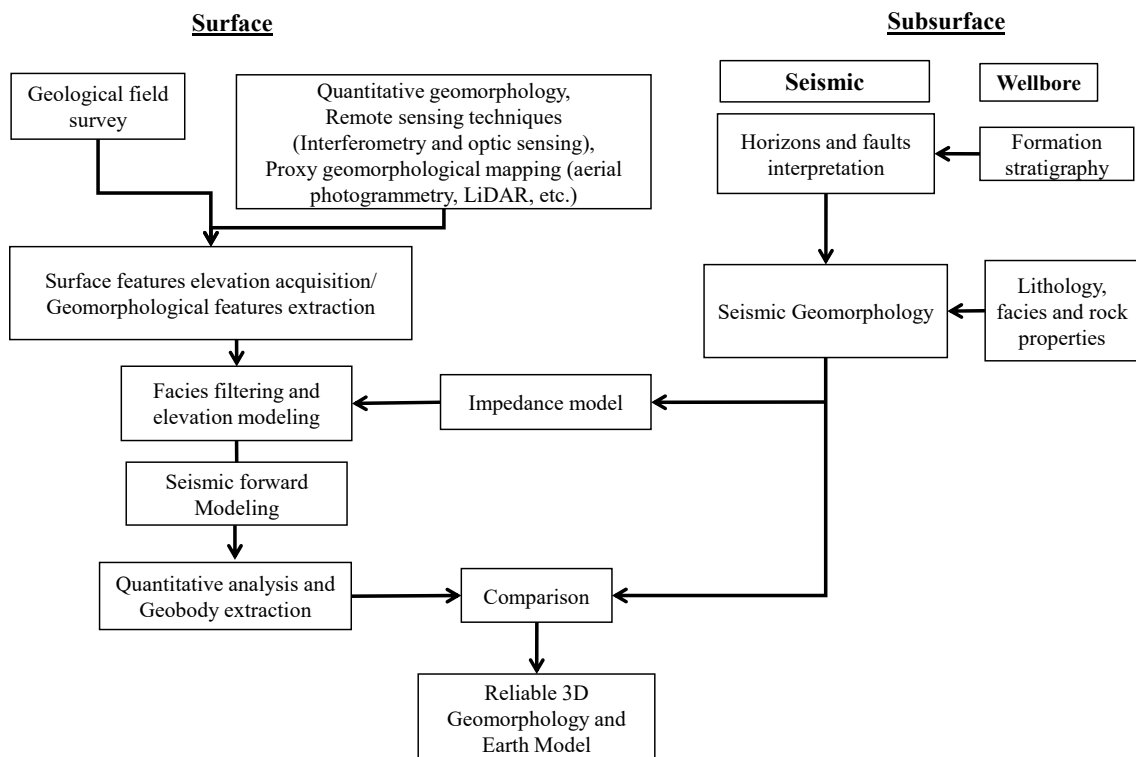 Surface
Subsurface
Geological field
survey
Quantitative geomorphology,
Remote sensing techniques
(Interferometry and optic sensing),
Proxy geomorphological mapping (aerial
photogrammetry, LiDAR, etc.)
Seismic
Wellbore
Horizons and faults
interpretation
Formation
stratigraphy
Surface features elevation acquisition/
Geomorphological features extraction
Seismic Geomorphology
Lithology,
facies and rock
properties
Facies filtering and
elevation modeling
Impedance model
Seismic forward
Modeling
Quantitative analysis and
Geobody extraction
Comparison
Reliable 3D
Geomorphology and
Earth Model